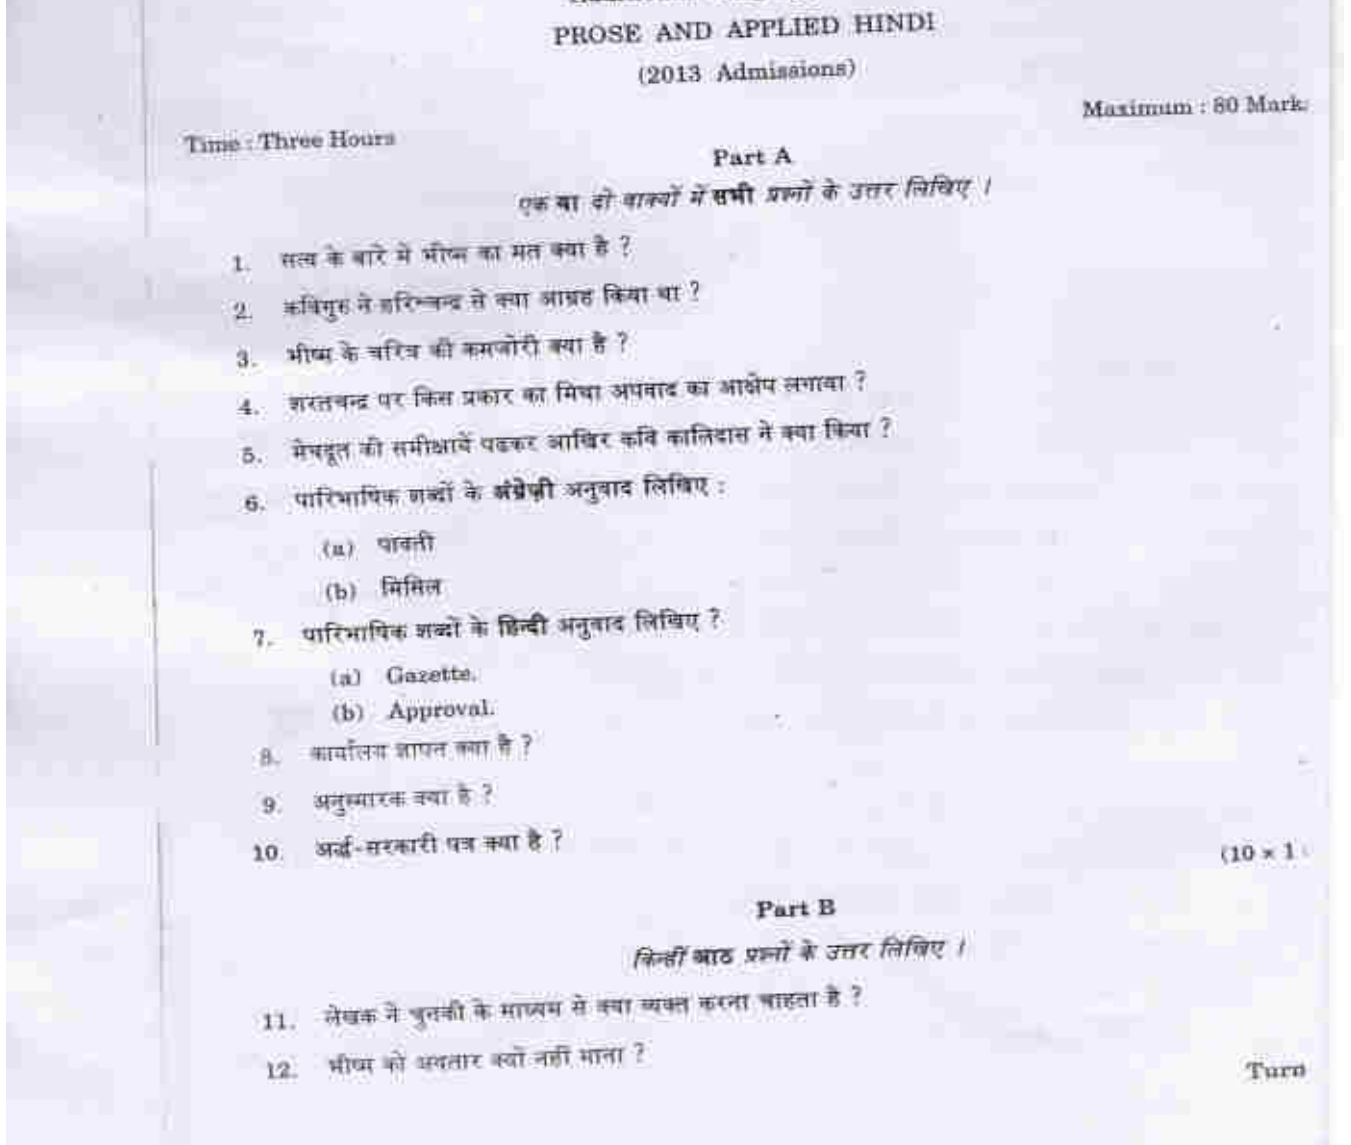 PROSE AND APPLIED HINDI
(2013 Admissions)
Maximum : 80 Mark
Time : Three Hours
Part A
एक या दो वाक्यों में सभी प्रश्नों के उत्तर लिखिए ।
1. सत्य के बारे में भीष्म का मत क्या है ?
2. कविगुरु ने हरिश्चन्द्र से क्या आग्रह किया था ?
3. भीष्म के चरित्र की कमजोरी क्या है ?
4. शरतचन्द्र पर किस प्रकार का मिथा अपवाद का आक्षेप लगाया ?
5. मेघदूत की समीक्षायें पढकर आखिर कवि कालिदास ने क्या किया ?
6. पारिभाषिक शब्दों के अंग्रेज़ी अनुवाद लिखिए :
(a) पावती
(b) मिसिल
7. पारिभाषिक शब्दों के हिन्दी अनुवाद लिखिए ?
(a) Gazette.
(b) Approval.
8. कार्यालय ज्ञापन क्या है ?
9. अनुस्मारक क्या है ?
10. अर्द्ध-सरकारी पत्र क्या है ?
(10 × 1
Part B
किन्हीं आठ प्रश्नों के उत्तर लिखिए ।
11. लेखक ने चुनकी के माध्यम से क्या व्यक्त करना चाहता है ?
12. भीष्म को अवतार क्यों नहीं माना ?
Turn